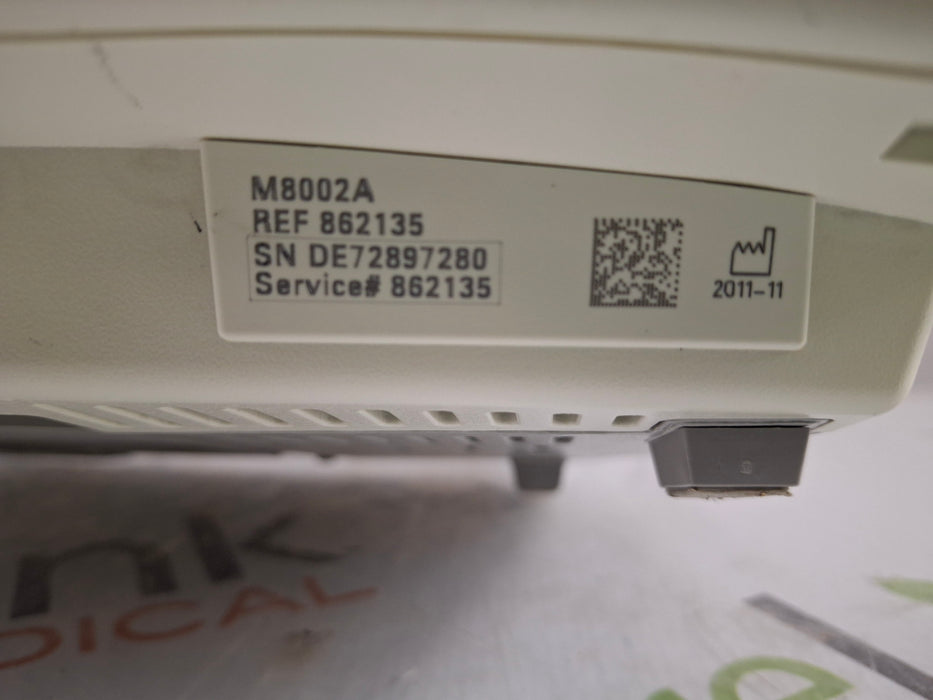 M8002A
REF 862135
SN DE72897280
Service# 862135
2011-11